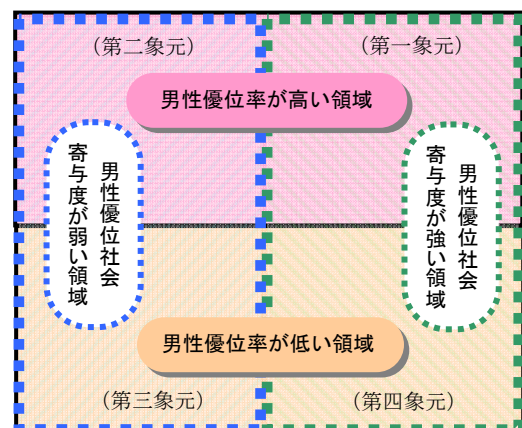 （第二象元）
（第一象元）
男性優位率が高い領域
男性優位社会
寄与度が弱い領域
男性優位社会
寄与度が強い領域
男性優位率が低い領域
（第三象元）
（第四象元）